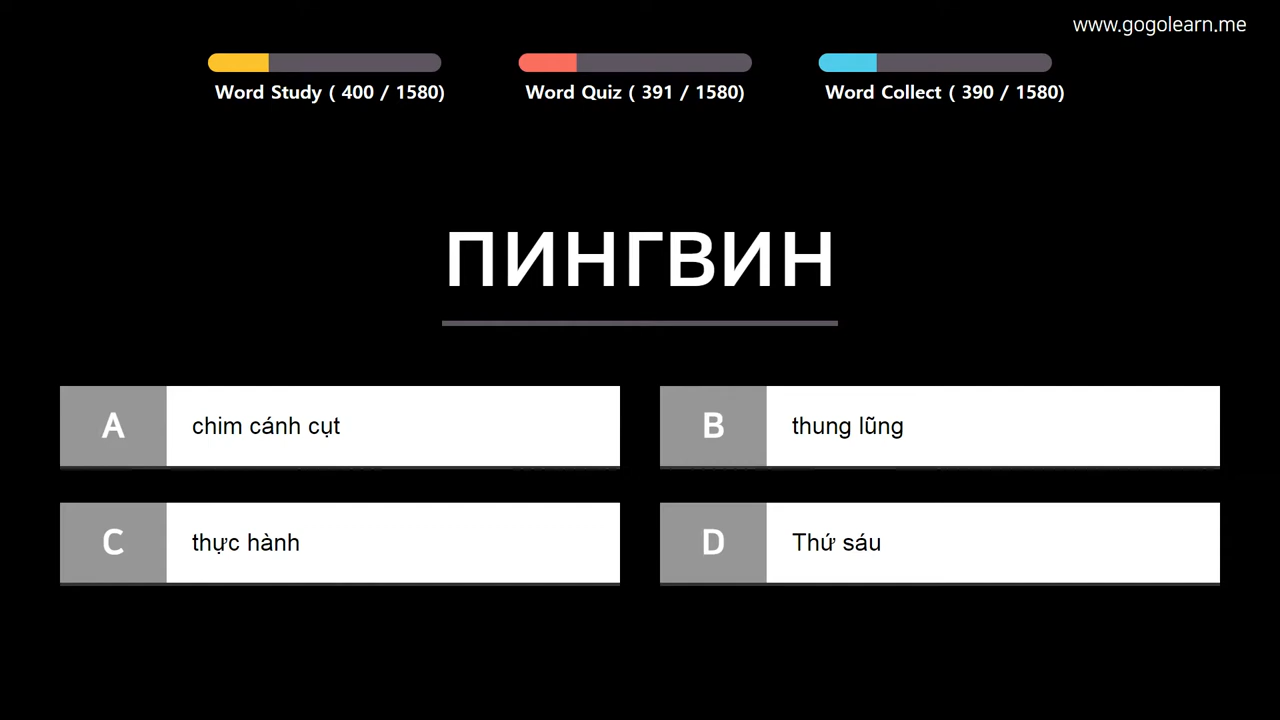 www.gogolearn.me
Word Study ( 400 / 1580)
Word Quiz ( 391 / 1580)
Word Collect ( 390 / 1580)
ПИНГВИН
A chim cánh cụt
B thung lũng
C thực hành
D Thứ sáu